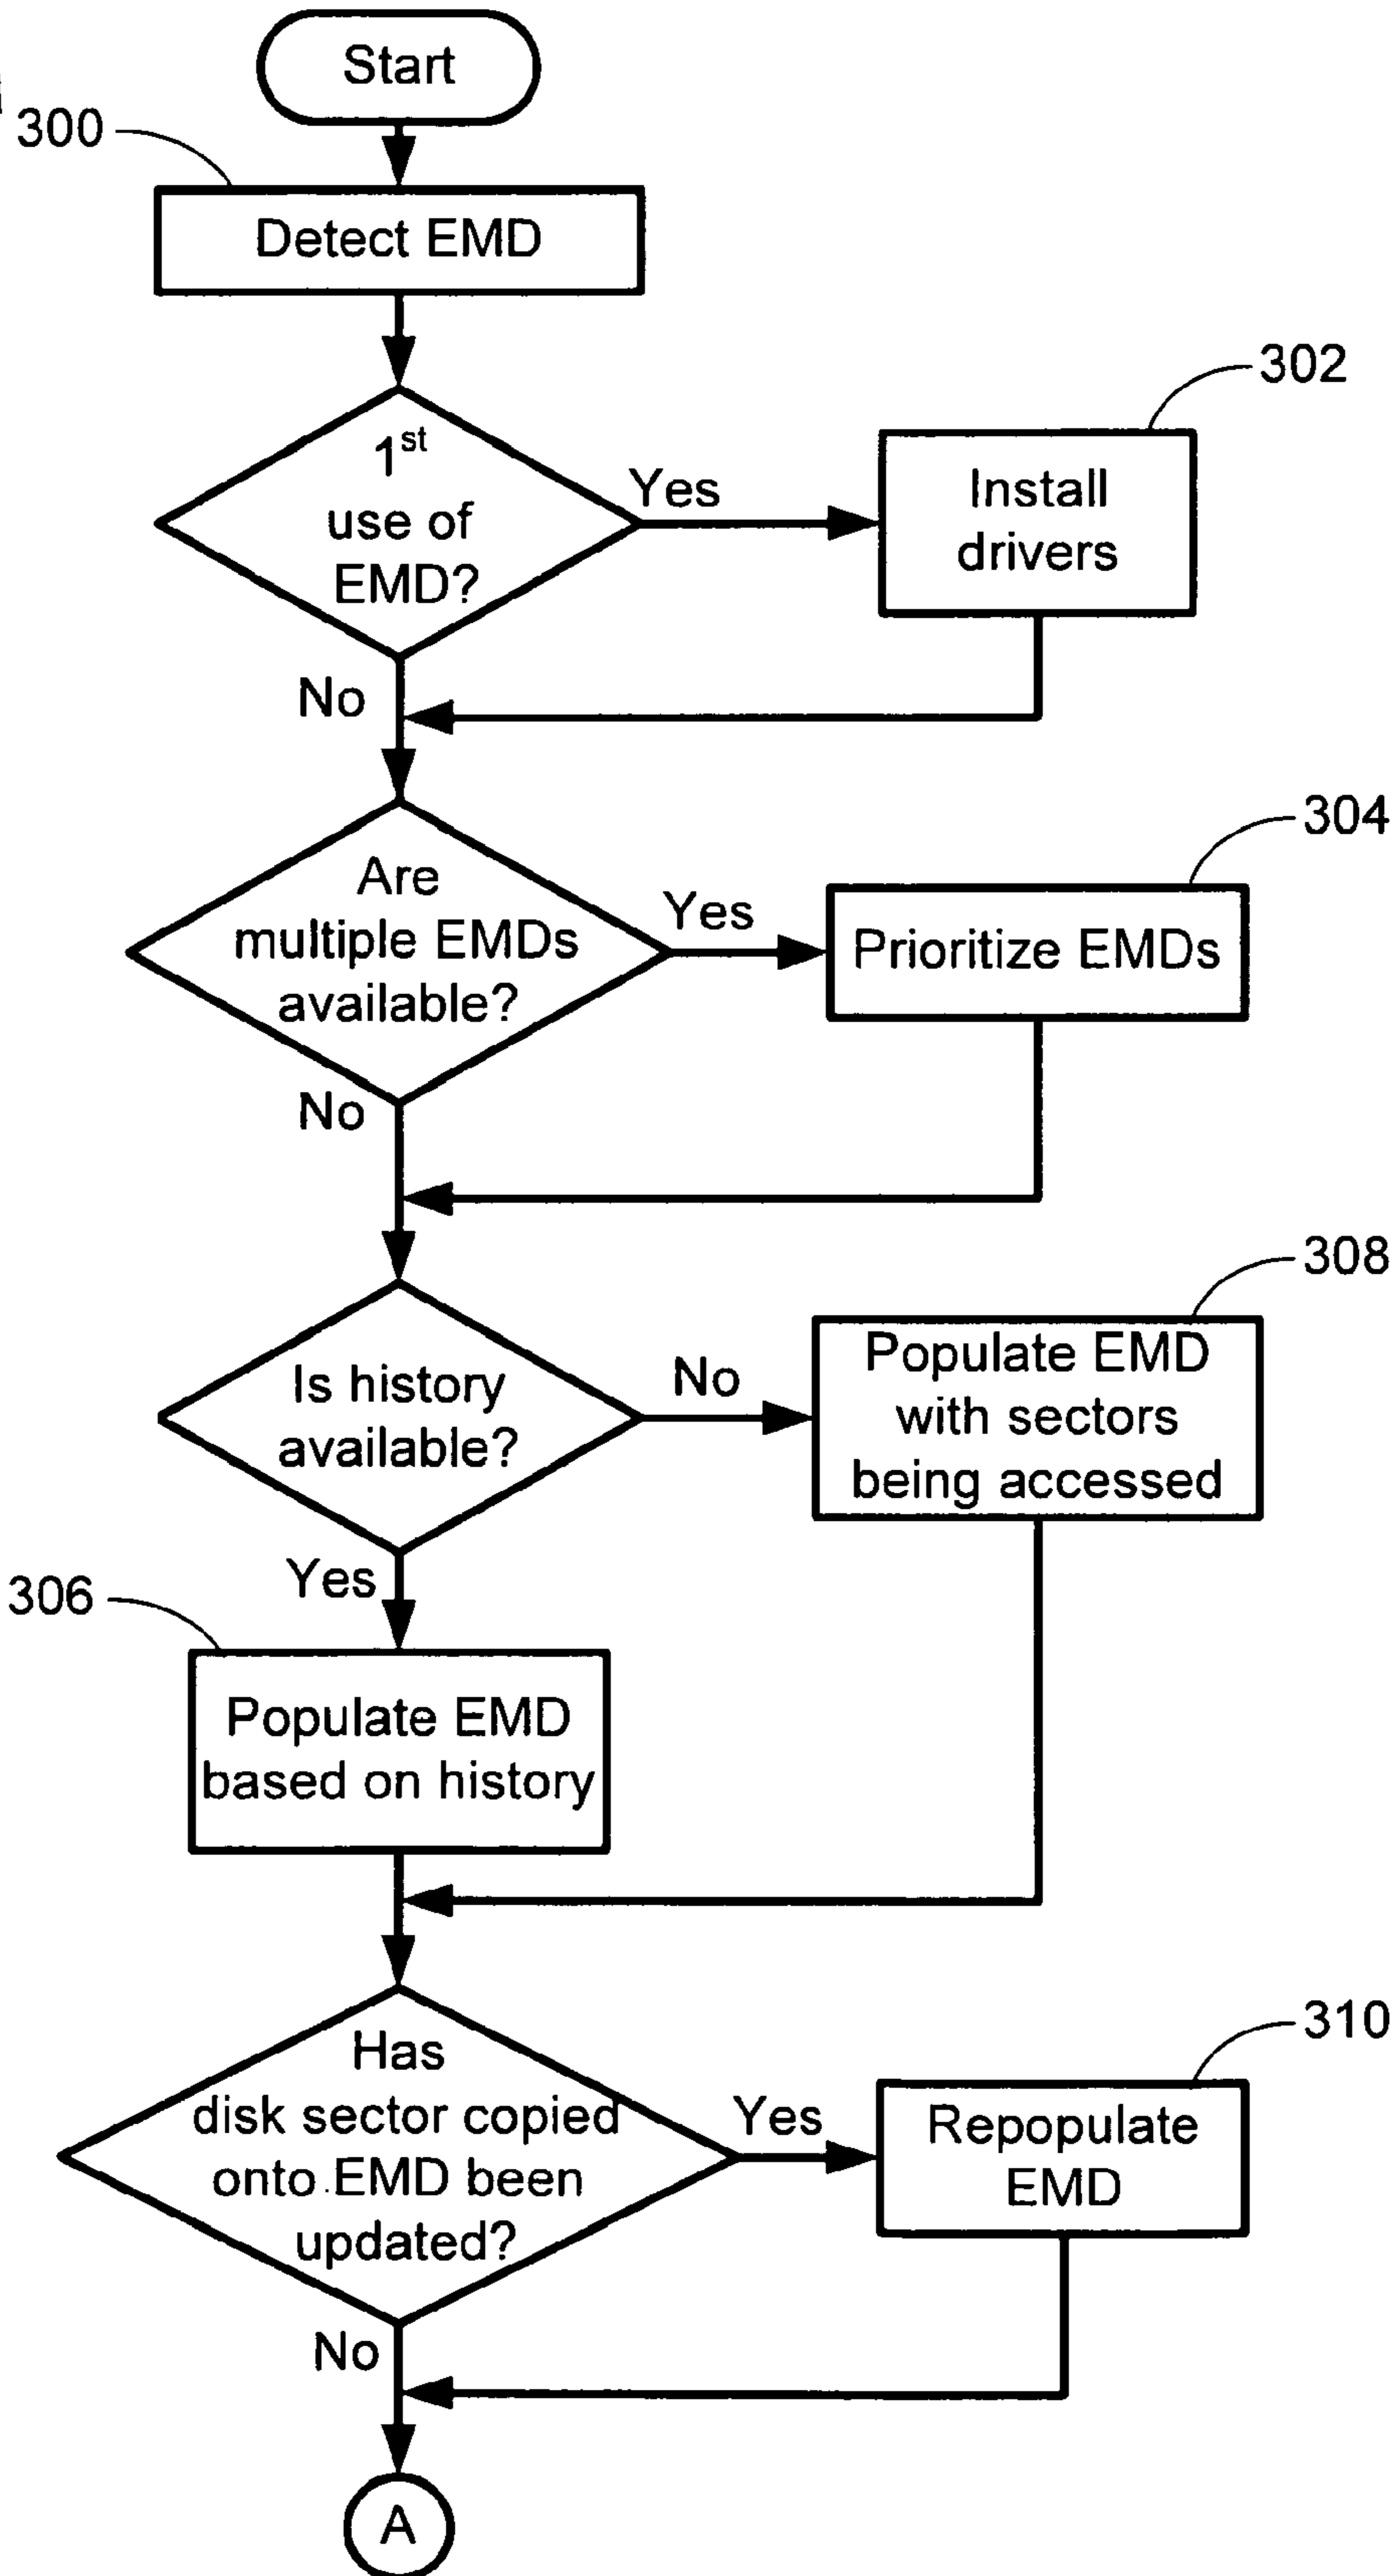 Start
300
Detect EMD
302
1st
use of
EMD?
Yes
Install
drivers
No
304
Are
multiple EMDs
available?
Yes
Prioritize EMDs
No
308
Is history
available?
No
Populate EMD
with sectors
being accessed
Yes
306
Populate EMD
based on history
310
Has
disk sector copied
onto EMD been
updated?
Yes
Repopulate
EMD
No
A